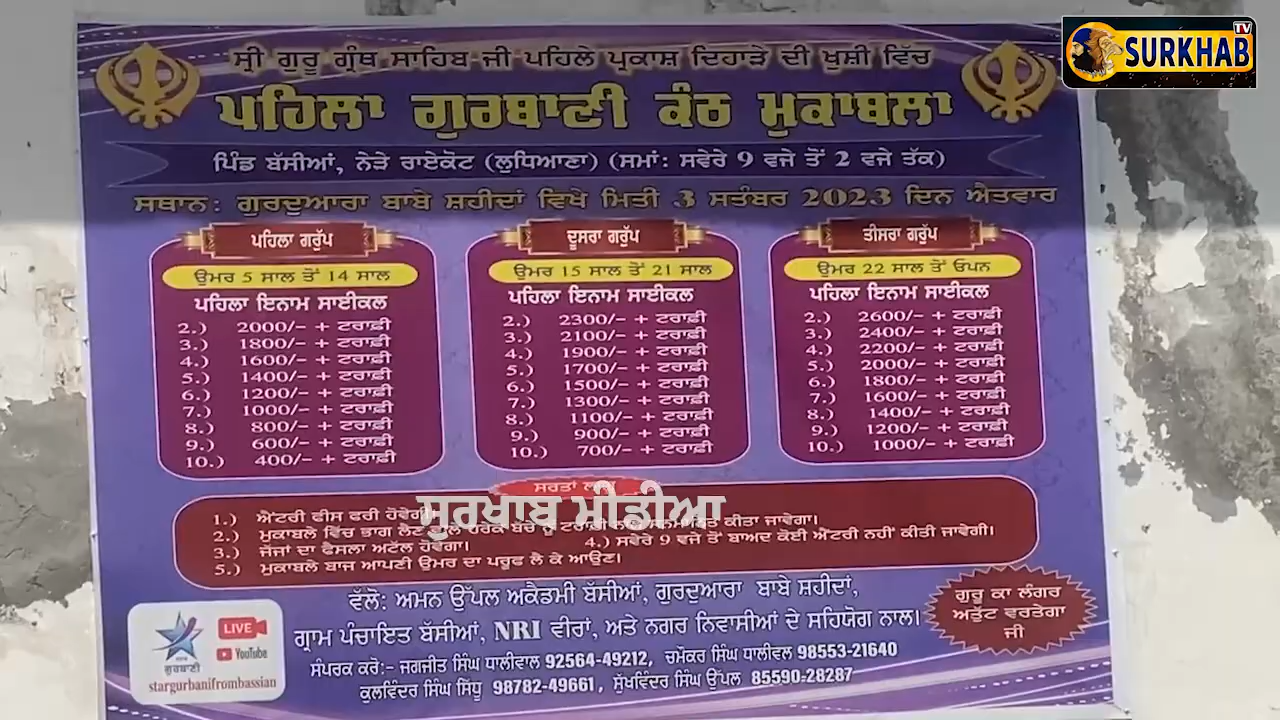 SURKHAB TV
ਸ੍ਰੀ ਗੁਰੂ ਗ੍ਰੰਥ ਸਾਹਿਬ ਜੀ ਪਹਿਲੇ ਪ੍ਰਕਾਸ਼ ਦਿਹਾੜੇ ਦੀ ਖੁਸ਼ੀ ਵਿੱਚ
ਪਹਿਲਾ ਗੁਰਬਾਣੀ ਕੰਠ ਮੁਕਾਬਲਾ
ਪਿੰਡ ਬੱਸੀਆਂ, ਨੇੜੇ ਰਾਏਕੋਟ (ਲੁਧਿਆਣਾ) (ਸਮਾਂ: ਸਵੇਰੇ 9 ਵਜੇ ਤੋਂ 2 ਵਜੇ ਤੱਕ)
ਸਥਾਨ: ਗੁਰਦੁਆਰਾ ਬਾਬੇ ਸ਼ਹੀਦਾਂ ਵਿਖੇ ਮਿਤੀ 3 ਸਤੰਬਰ 2023 ਦਿਨ ਐਤਵਾਰ
ਪਹਿਲਾ ਗਰੁੱਪ
ਉਮਰ 5 ਸਾਲ ਤੋਂ 14 ਸਾਲ
ਪਹਿਲਾ ਇਨਾਮ ਸਾਈਕਲ
2.) 2000/- + ਟਰਾਫ਼ੀ
3.) 1800/- + ਟਰਾਫ਼ੀ
4.) 1600/- + ਟਰਾਫ਼ੀ
5.) 1400/- + ਟਰਾਫ਼ੀ
6.) 1200/- + ਟਰਾਫ਼ੀ
7.) 1000/- + ਟਰਾਫ਼ੀ
8.) 800/- + ਟਰਾਫ਼ੀ
9.) 600/- + ਟਰਾਫ਼ੀ
10.) 400/- + ਟਰਾਫ਼ੀ
ਦੂਸਰਾ ਗਰੁੱਪ
ਉਮਰ 15 ਸਾਲ ਤੋਂ 21 ਸਾਲ
ਪਹਿਲਾ ਇਨਾਮ ਸਾਈਕਲ
2.) 2300/- + ਟਰਾਫ਼ੀ
3.) 2100/- + ਟਰਾਫ਼ੀ
4.) 1900/- + ਟਰਾਫ਼ੀ
5.) 1700/- + ਟਰਾਫ਼ੀ
6.) 1500/- + ਟਰਾਫ਼ੀ
7.) 1300/- + ਟਰਾਫ਼ੀ
8.) 1100/- + ਟਰਾਫ਼ੀ
9.) 900/- + ਟਰਾਫ਼ੀ
10.) 700/- + ਟਰਾਫ਼ੀ
ਤੀਸਰਾ ਗਰੁੱਪ
ਉਮਰ 22 ਸਾਲ ਤੋਂ ਓਪਨ
ਪਹਿਲਾ ਇਨਾਮ ਸਾਈਕਲ
2.) 2600/- + ਟਰਾਫ਼ੀ
3.) 2400/- + ਟਰਾਫ਼ੀ
4.) 2200/- + ਟਰਾਫ਼ੀ
5.) 2000/- + ਟਰਾਫ਼ੀ
6.) 1800/- + ਟਰਾਫ਼ੀ
7.) 1600/- + ਟਰਾਫ਼ੀ
8.) 1400/- + ਟਰਾਫ਼ੀ
9.) 1200/- + ਟਰਾਫ਼ੀ
10.) 1000/- + ਟਰਾਫ਼ੀ
ਸ਼ਰਤਾਂ
ਸੁਰਖਾਬ ਮੀਡੀਆ
1.) ਐਂਟਰੀ ਫੀਸ ਫਰੀ ਹੋਵੇਗੀ।
2.) ਮੁਕਾਬਲੇ ਵਿੱਚ ਭਾਗ ਲੈਣ ਵਾਲੇ ਹਰੇਕ ਬੱਚੇ ਨੂੰ ਟਰਾਫੀ ਕੀਤਾ ਜਾਵੇਗਾ।
3.) ਜੱਜਾਂ ਦਾ ਫੈਸਲਾ ਅਟੱਲ ਹੋਵੇਗਾ। 4.) ਸਵੇਰੇ 9 ਵਜੇ ਤੋਂ ਬਾਅਦ ਕੋਈ ਐਂਟਰੀ ਨਹੀਂ ਕੀਤੀ ਜਾਵੇਗੀ।
5.) ਮੁਕਾਬਲੇ ਬਾਜ ਆਪਣੀ ਉਮਰ ਦਾ ਪਰੂਫ ਲੈ ਕੇ ਆਉਣ।
ਵੱਲੋ: ਅਮਨ ਉੱਪਲ ਅਕੈਡਮੀ ਬੱਸੀਆਂ, ਗੁਰਦੁਆਰਾ ਬਾਬੇ ਸ਼ਹੀਦਾਂ,
ਗ੍ਰਾਮ ਪੰਚਾਇਤ ਬੱਸੀਆਂ, NRI ਵੀਰਾਂ, ਅਤੇ ਨਗਰ ਨਿਵਾਸੀਆਂ ਦੇ ਸਹਿਯੋਗ ਨਾਲ।
ਸੰਪਰਕ ਕਰੋ:- ਜਗਜੀਤ ਸਿੰਘ ਧਾਲੀਵਾਲ 92564-49212, ਚਮੌਕਰ ਸਿੰਘ ਧਾਲੀਵਲ 98553-21640
ਕੁਲਵਿੰਦਰ ਸਿੰਘ ਸਿੱਧੂ 98782-49661, ਸੁੱਖਵਿੰਦਰ ਸਿੰਘ ਉੱਪਲ 85590-28287
ਗੁਰੂ ਕਾ ਲੰਗਰ
ਅਤੁੱਟ ਵਰਤੇਗਾ
ਜੀ
LIVE
YouTube
ਗੁਰਬਾਣੀ
stargurbanifrombassian